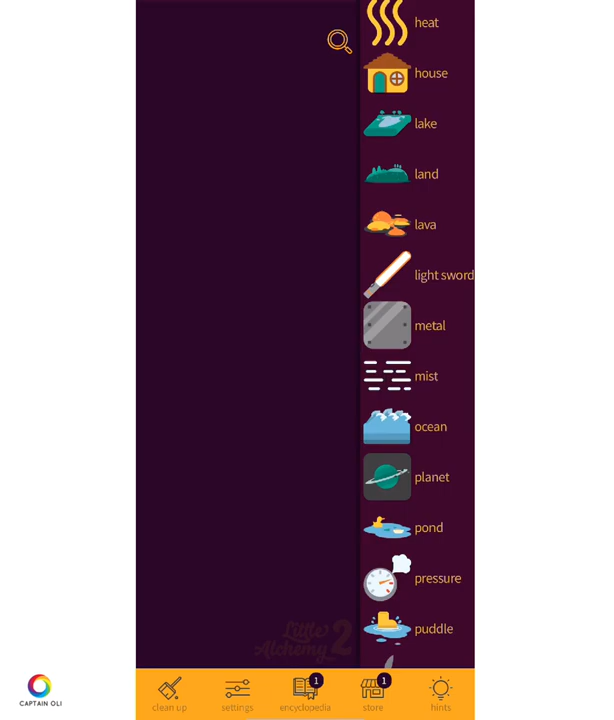 heat
house
lake
land
lava
light sword
metal
mist
ocean
planet
pond
pressure
puddle
Little
Alchemy 2
1
1
clean up
settings
encyclopedia
store
hints
CAPTAIN OLI